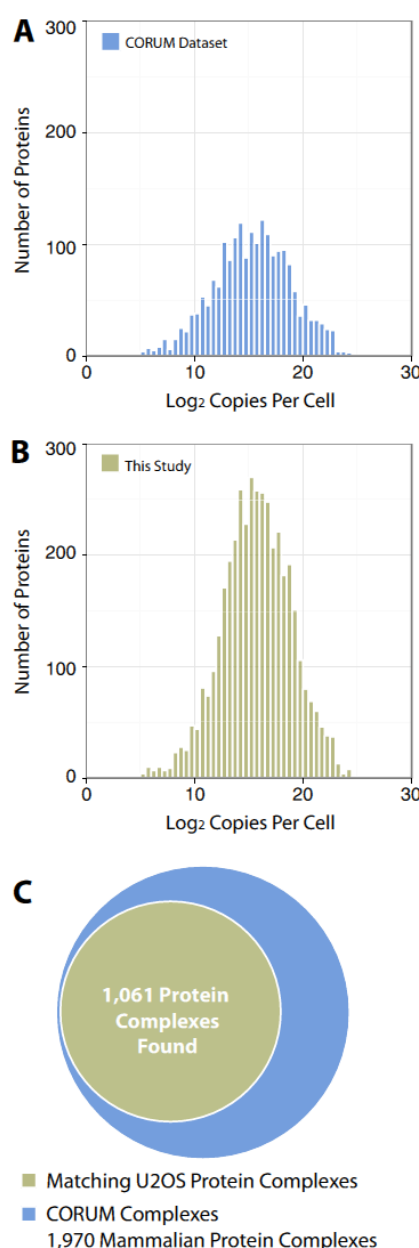 A
300
CORUM Dataset
200
100
0
0
10
20
30
Number of Proteins
Log2 Copies Per Cell
B
300
This Study
200
100
0
0
10
20
30
Number of Proteins
Log2 Copies Per Cell
C
1,061 Protein
Complexes
Found
Matching U2OS Protein Complexes
CORUM Complexes
1,970 Mammalian Protein Complexes